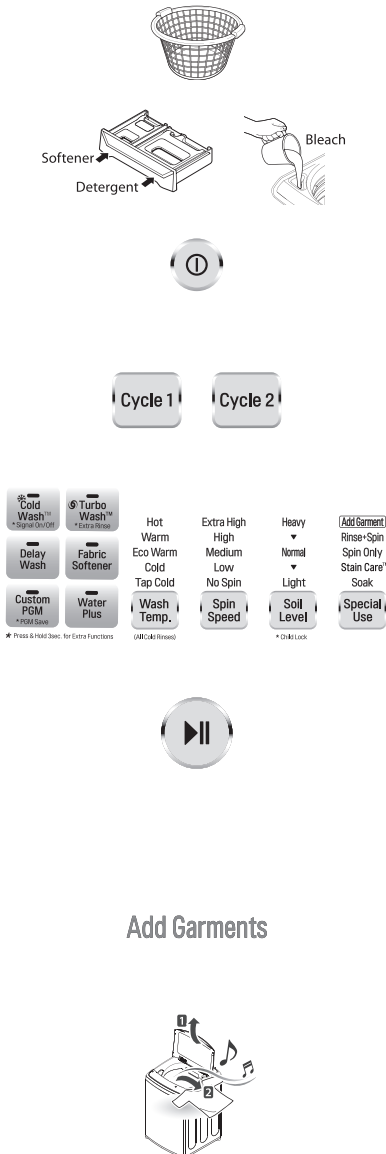 Softener
Detergent
Bleach
Cycle 1
Cycle 2
Cold
Wash™
* Signal On/Off
Turbo
Wash™
* Extra Rinse
Delay
Wash
Fabric
Softener
Custom
PGM
* PGM Save
Water
Plus
* Press & Hold 3sec. for Extra Functions
Hot
Warm
Eco Warm
Cold
Tap Cold
Wash
Temp.
(All Cold Rinses)
Extra High
High
Medium
Low
No Spin
Spin
Speed
Heavy
Normal
Light
Soil
Level
* Child Lock
Add Garment
Rinse+Spin
Spin Only
Stain Care™
Soak
Special
Use
Add Garments
1
2